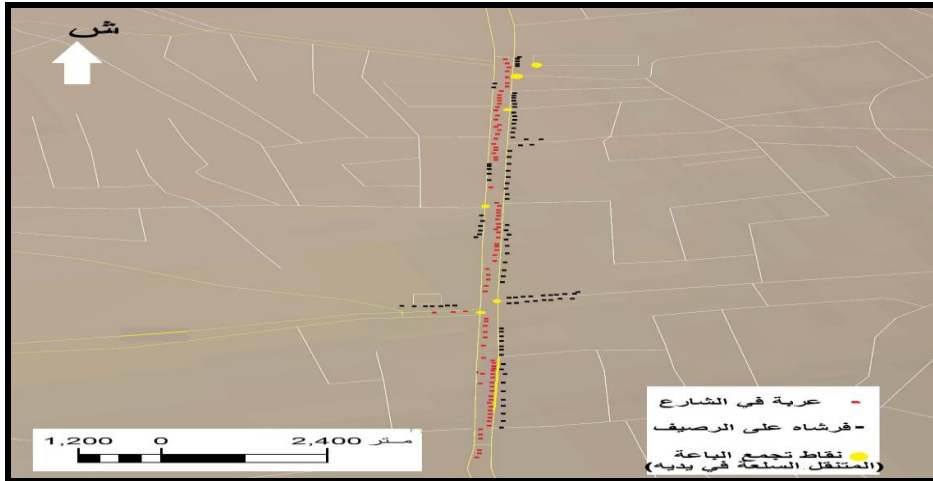 ش
عربة في الشارع
فرشاه على الرصيف
نقاط تجمع الباعة
(المتنقل السلعة في يديه)
1,200 0 2,400 متر